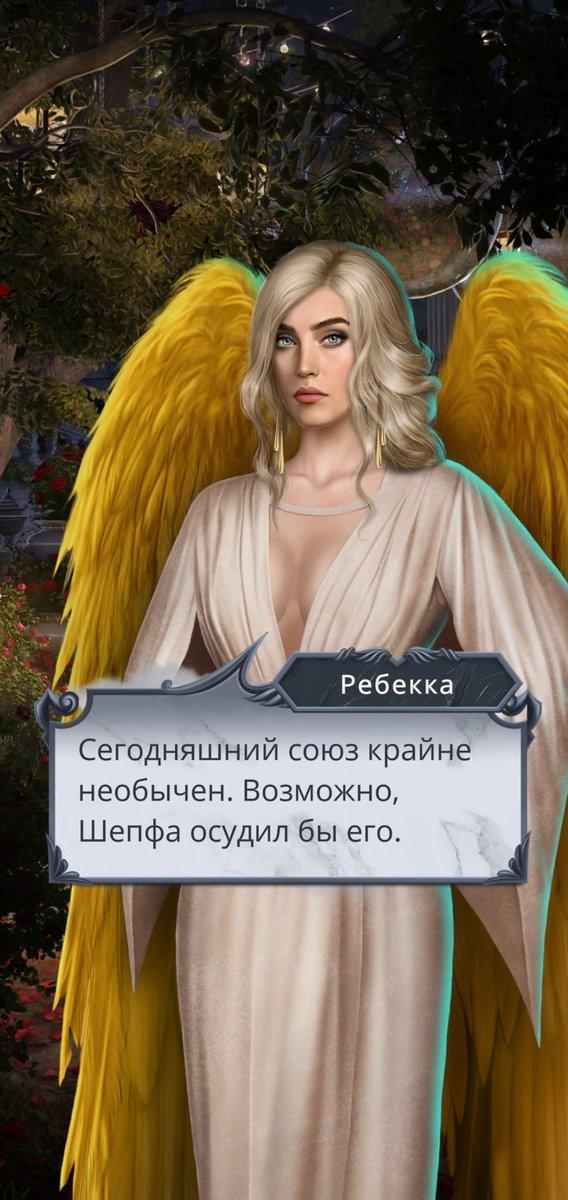 Ребекка
Сегодняшний союз крайне
необычен. Возможно,
Шепфа осудил бы его.